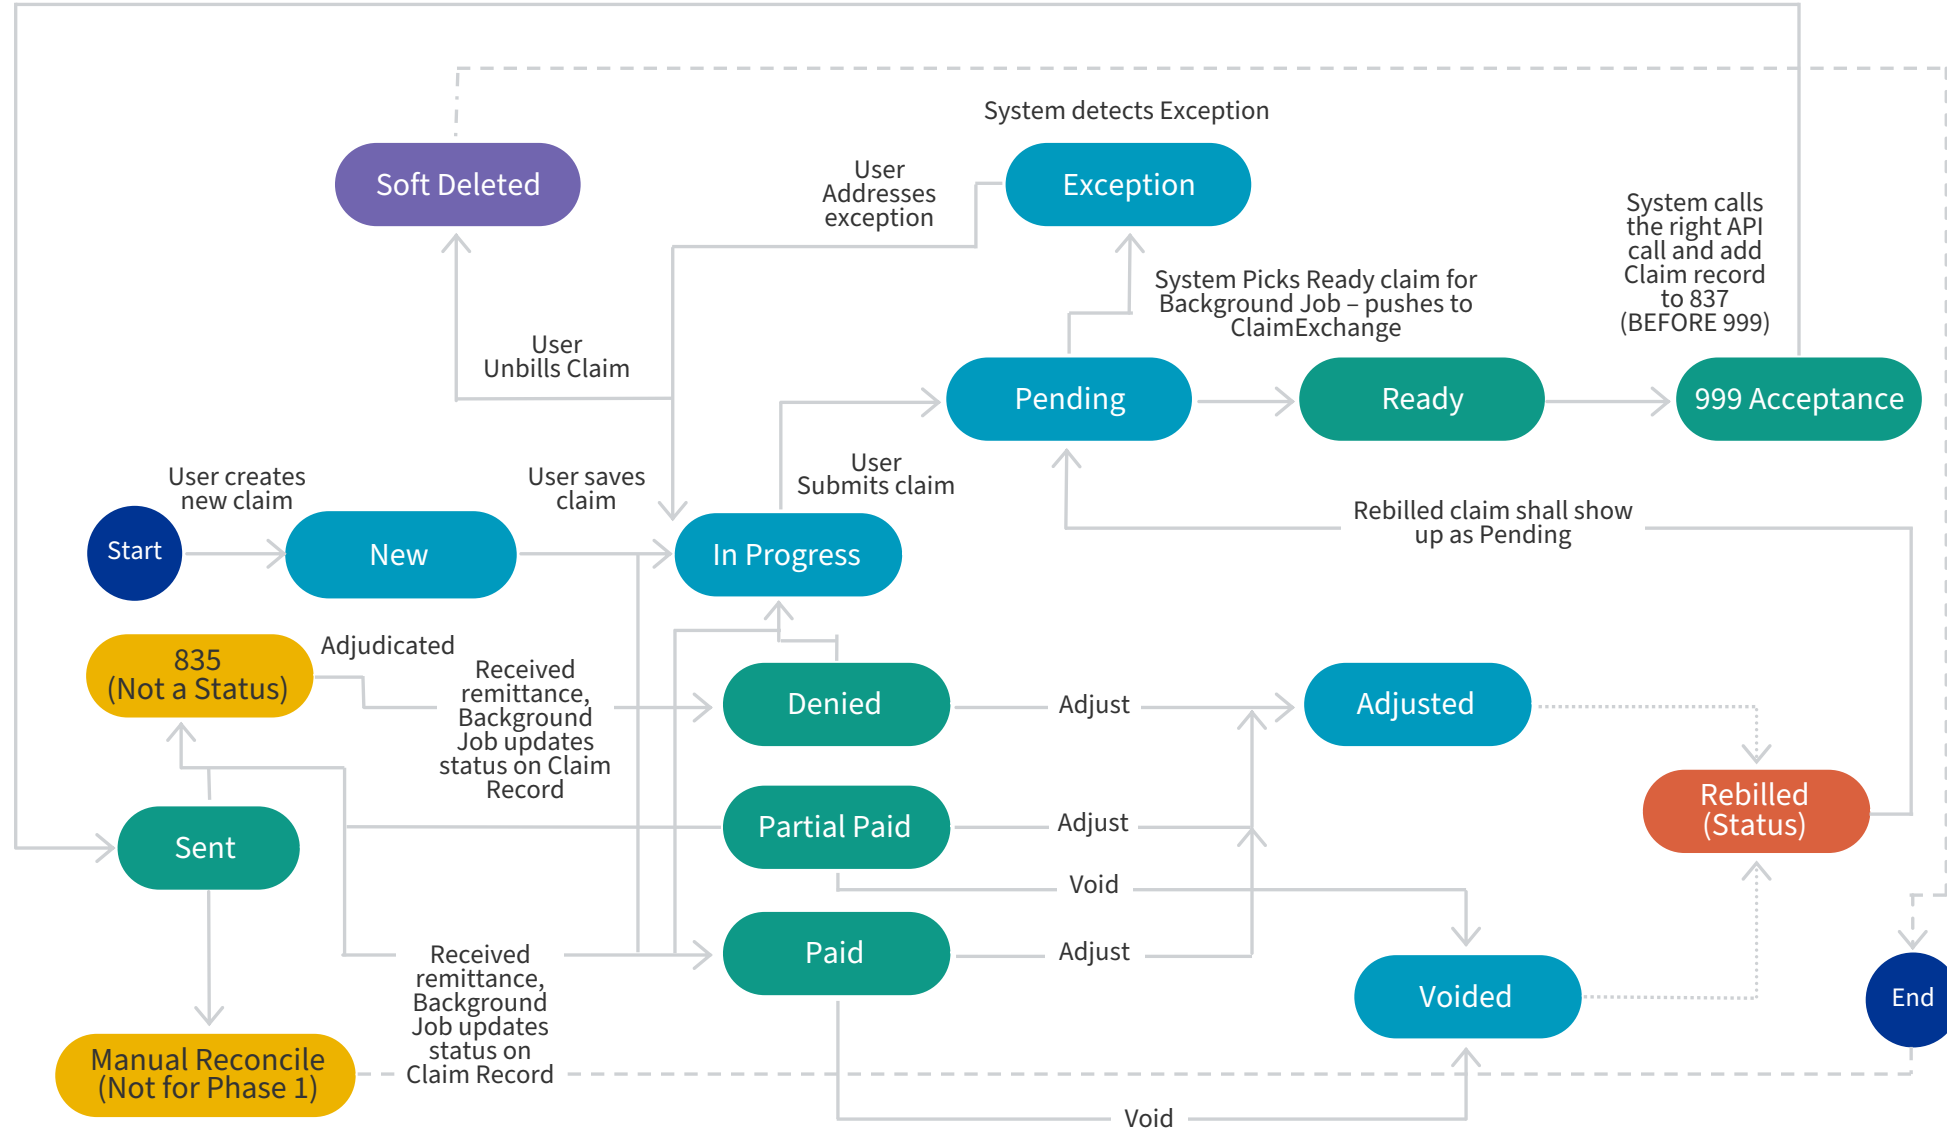 System detects Exception
Soft Deleted
User
Addresses
exception
Exception
System calls
the right API
call and add
Claim record
to 837
(BEFORE 999)
System Picks Ready claim for
Background Job – pushes to
ClaimExchange
User
Unbills Claim
Pending
Ready
999 Acceptance
User creates
new claim
User saves
claim
User
Submits claim
Rebilled claim shall show
up as Pending
Start
New
In Progress
835
(Not a Status)
Adjudicated
Received
remittance,
Background
Job updates
status on Claim
Record
Denied
Adjust
Adjusted
Rebilled
(Status)
Sent
Partial Paid
Adjust
Void
Paid
Adjust
Received
remittance,
Background
Job updates
status on
Claim Record
Voided
End
Manual Reconcile
(Not for Phase 1)
Void